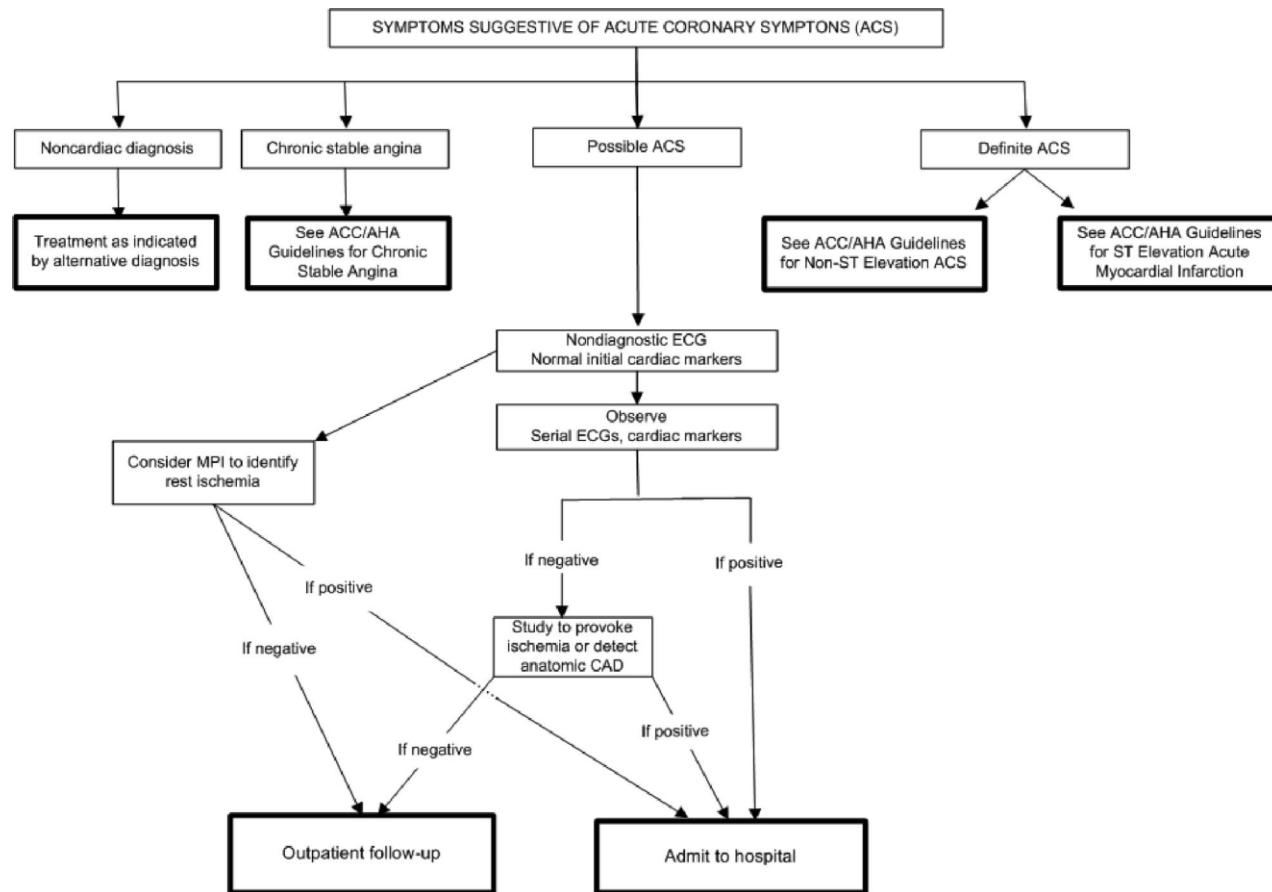 SYMPTOMS SUGGESTIVE OF ACUTE CORONARY SYMPTONS (ACS)
Noncardiac diagnosis
Chronic stable angina
Possible ACS
Definite ACS
Treatment as indicated
by alternative diagnosis
See ACC/AHA
Guidelines for Chronic
Stable Angina
See ACC/AHA Guidelines
for Non-ST Elevation ACS
See ACC/AHA Guidelines
for ST Elevation Acute
Myocardial Infarction
Nondiagnostic ECG
Normal initial cardiac markers
Observe
Serial ECGs, cardiac markers
Consider MPI to identify
rest ischemia
If negative
If positive
If positive
If negative
Study to provoke
ischemia or detect
anatomic CAD
If negative
If positive
Outpatient follow-up
Admit to hospital